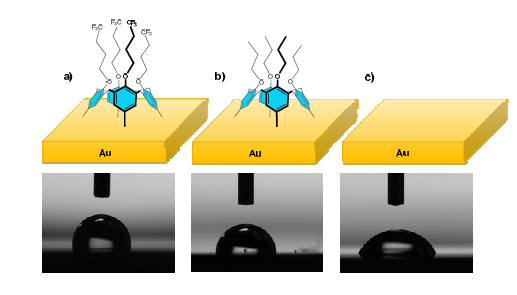 F₃C F₃C CF₃ CF₃
a) b) c)
O O O O O O O O
Au Au Au